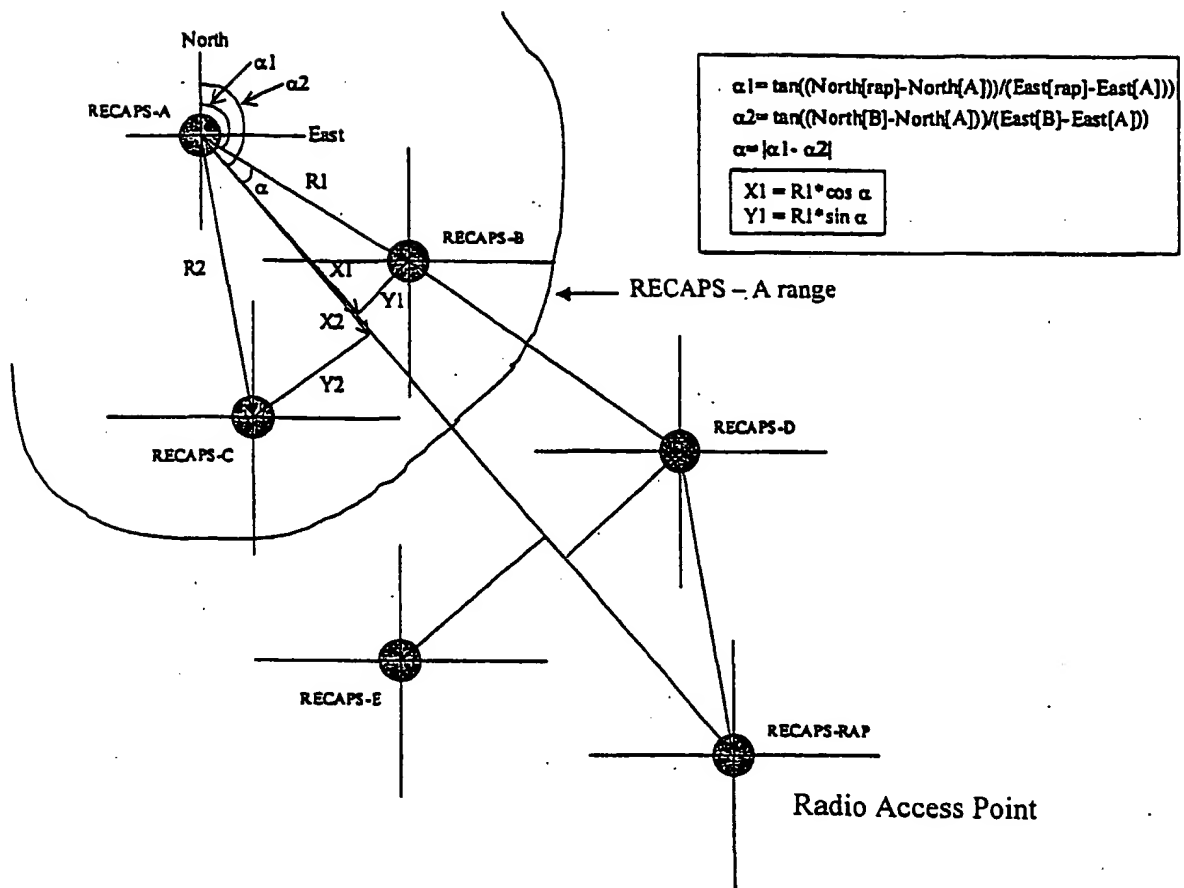 North
α1
α2
RECAPS-A
East
α
R1
R2
RECAPS-B
X1
Y1
X2
Y2
RECAPS – A range
RECAPS-C
RECAPS-D
RECAPS-E
RECAPS-RAP
Radio Access Point
α1= tan((North[rap]-North[A]))/(East[rap]-East[A]))
α2= tan((North[B]-North[A]))/(East[B]-East[A]))
α= |α1 - α2|
X1 = R1* cos α
Y1 = R1* sin α